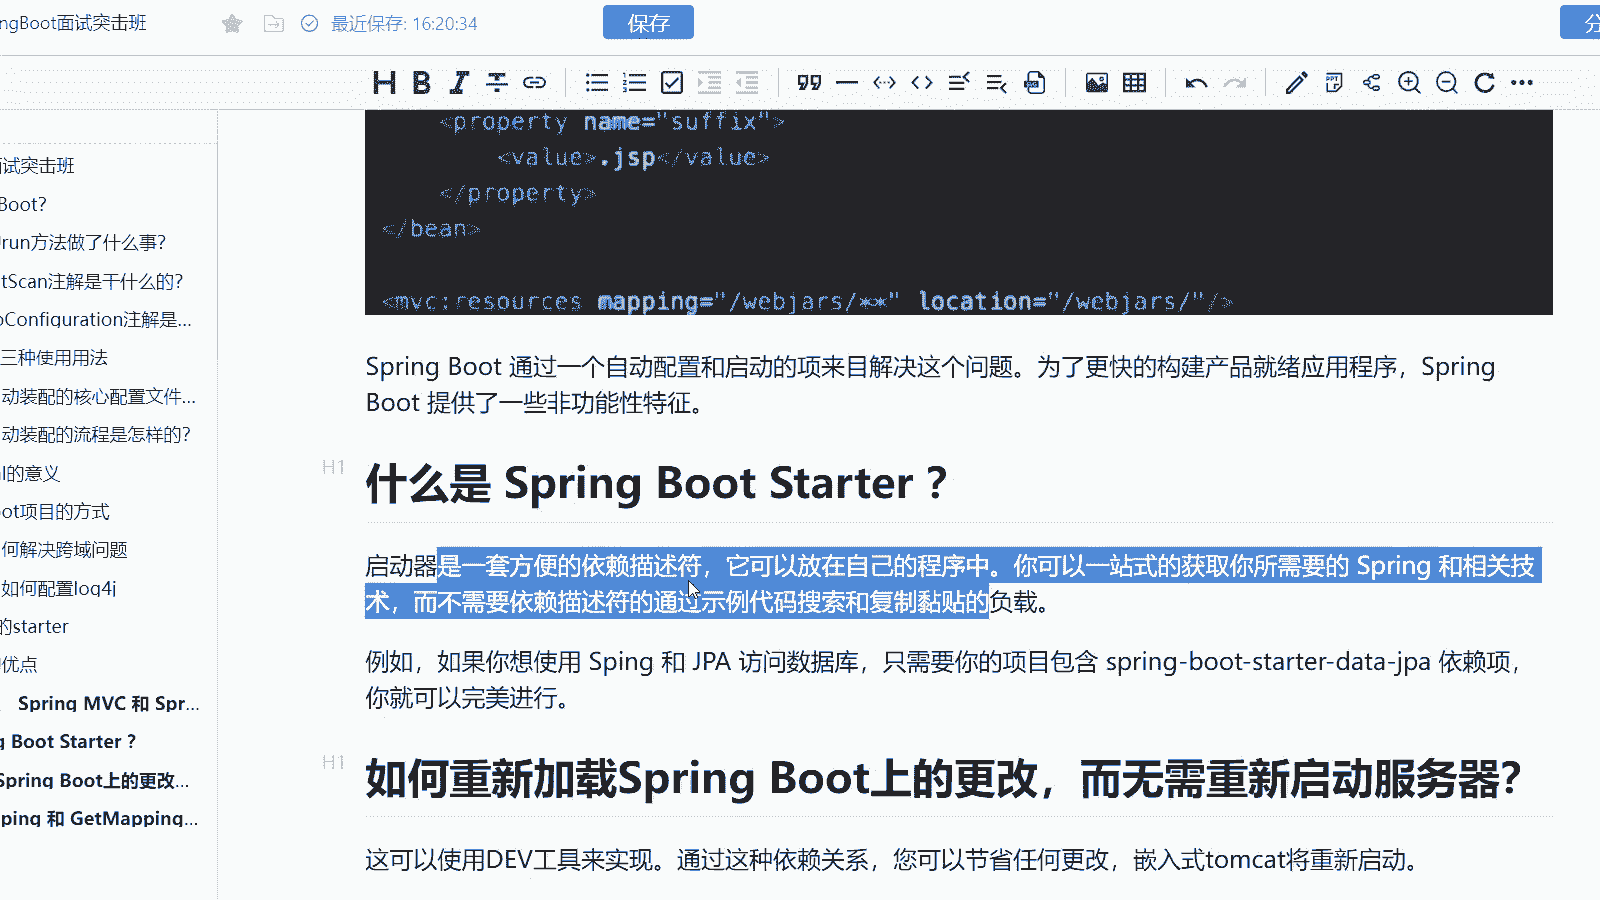 ngBoot面试突击班
最近保存: 16:20:34
保存
分
面试突击班
Boot?
run方法做了什么事?
tScan注解是干什么的?
oConfiguration注解是...
三种使用用法
动装配的核心配置文件...
动装配的流程是怎样的?
的意义
ot项目的方式
何解决跨域问题
如何配置log4j
的starter
优点
Spring MVC 和 Spr...
g Boot Starter ?
Spring Boot上的更改...
ping 和 GetMapping...
<property name="suffix">
<value>.jsp</value>
</property>
</bean>
<mvc:resources mapping="/webjars/**" location="/webjars/"/>
Spring Boot 通过一个自动配置和启动的项来目解决这个问题。为了更快的构建产品就绪应用程序，Spring
Boot 提供了一些非功能性特征。
H1
什么是 Spring Boot Starter ？
启动器是一套方便的依赖描述符，它可以放在自己的程序中。你可以一站式的获取你所需要的 Spring 和相关技
术，而不需要依赖描述符的通过示例代码搜索和复制黏贴的负载。
例如，如果你想使用 Sping 和 JPA 访问数据库，只需要你的项目包含 spring-boot-starter-data-jpa 依赖项，
你就可以完美进行。
H1
如何重新加载Spring Boot上的更改，而无需重新启动服务器？
这可以使用DEV工具来实现。通过这种依赖关系，您可以节省任何更改，嵌入式tomcat将重新启动。